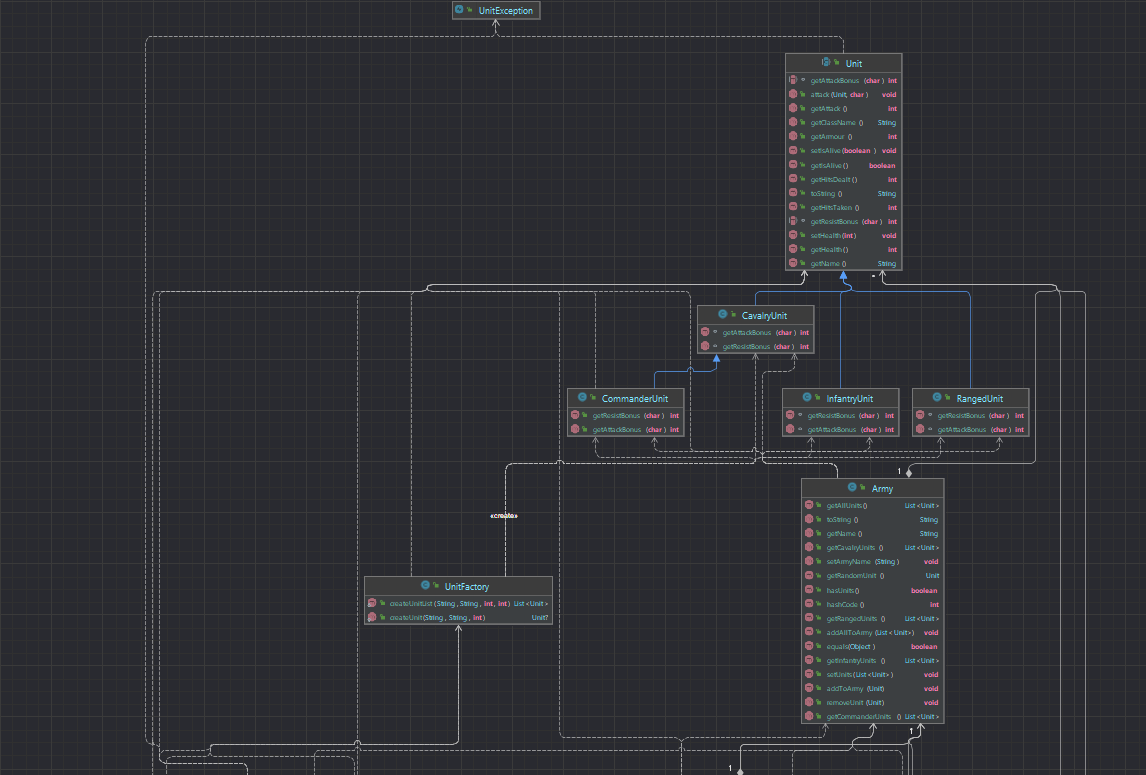 UnitException
Unit
getAttackBonus (char) int
attack (Unit, char) void
getAttack () int
getClassName () String
getArmour () int
setIsAlive (boolean) void
getIsAlive () boolean
getHitsDealt () int
toString () String
getHitsTaken () int
getResistBonus (char) int
setHealth (int) void
getHealth () int
getName () String
*
CavalryUnit
getAttackBonus (char) int
getResistBonus (char) int
CommanderUnit
getResistBonus (char) int
getAttackBonus (char) int
InfantryUnit
getResistBonus (char) int
getAttackBonus (char) int
RangedUnit
getResistBonus (char) int
getAttackBonus (char) int
1
Army
getAllUnits () List<Unit>
toString () String
getName () String
getCavalryUnits () List<Unit>
setArmyName (String) void
getRandomUnit () Unit
hasUnits () boolean
hashCode () int
getRangedUnits () List<Unit>
addAllToArmy (List<Unit>) void
equals (Object) boolean
getInfantryUnits () List<Unit>
setUnits (List<Unit>) void
addToArmy (Unit) void
removeUnit (Unit) void
getCommanderUnits () List<Unit>
«create»
UnitFactory
createUnitList (String, String, int, int) List<Unit>
createUnit (String, String, int) Unit?
1
1